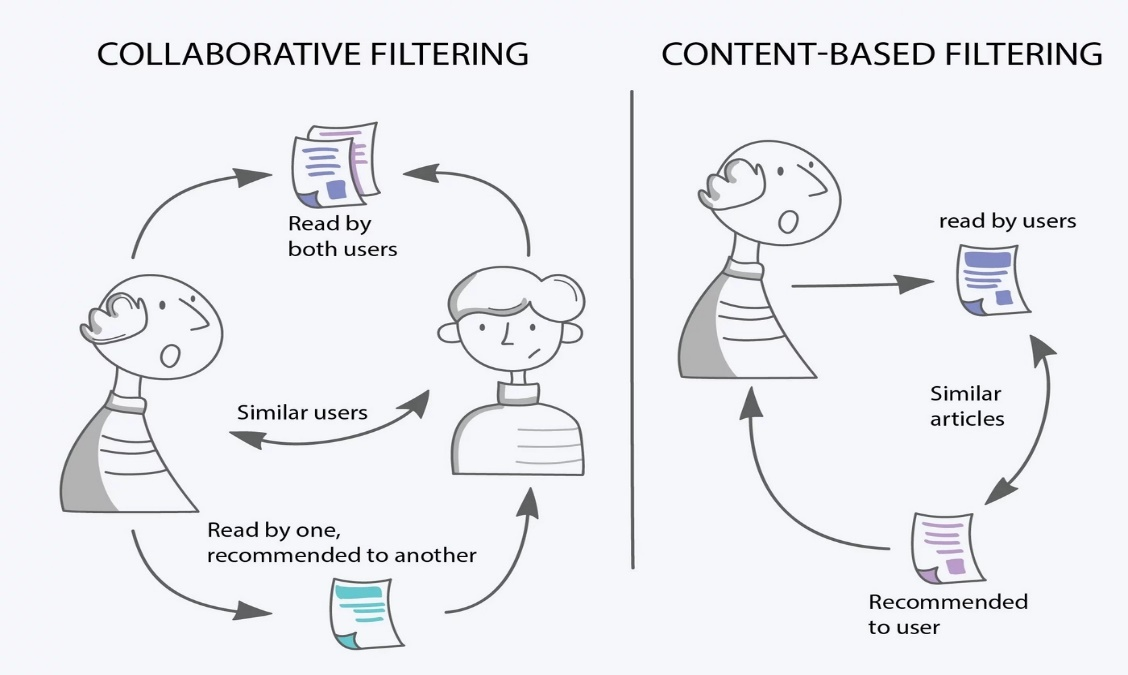 COLLABORATIVE FILTERING
Read by
both users
Similar users
Read by one,
recommended to another
CONTENT-BASED FILTERING
read by users
Similar
articles
Recommended
to user